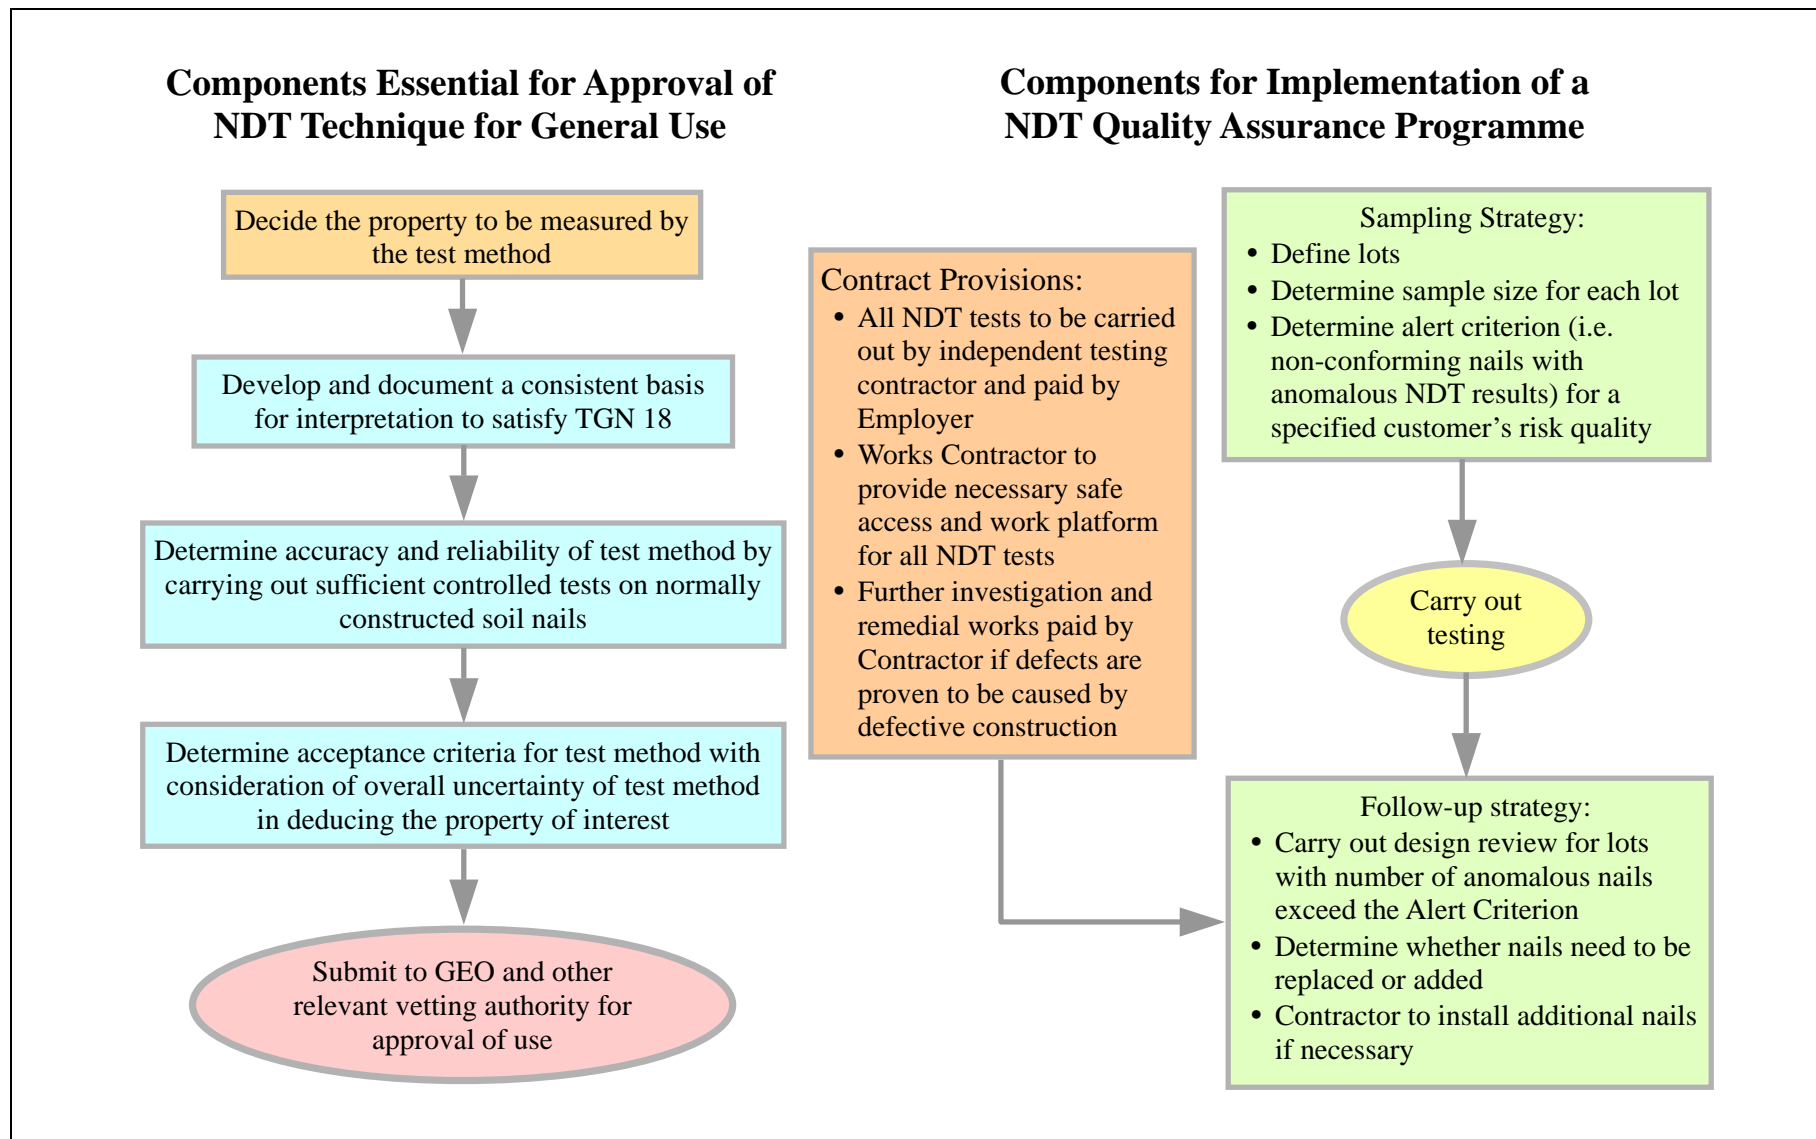 Components Essential for Approval of
NDT Technique for General Use
Decide the property to be measured by
the test method
Develop and document a consistent basis
for interpretation to satisfy TGN 18
Determine accuracy and reliability of test method by
carrying out sufficient controlled tests on normally
constructed soil nails
Determine acceptance criteria for test method with
consideration of overall uncertainty of test method
in deducing the property of interest
Submit to GEO and other
relevant vetting authority for
approval of use
Components for Implementation of a
NDT Quality Assurance Programme
Contract Provisions:
• All NDT tests to be carried
out by independent testing
contractor and paid by
Employer
• Works Contractor to
provide necessary safe
access and work platform
for all NDT tests
• Further investigation and
remedial works paid by
Contractor if defects are
proven to be caused by
defective construction
Sampling Strategy:
• Define lots
• Determine sample size for each lot
• Determine alert criterion (i.e.
non-conforming nails with
anomalous NDT results) for a
specified customer’s risk quality
Carry out
testing
Follow-up strategy:
• Carry out design review for lots
with number of anomalous nails
exceed the Alert Criterion
• Determine whether nails need to be
replaced or added
• Contractor to install additional nails
if necessary